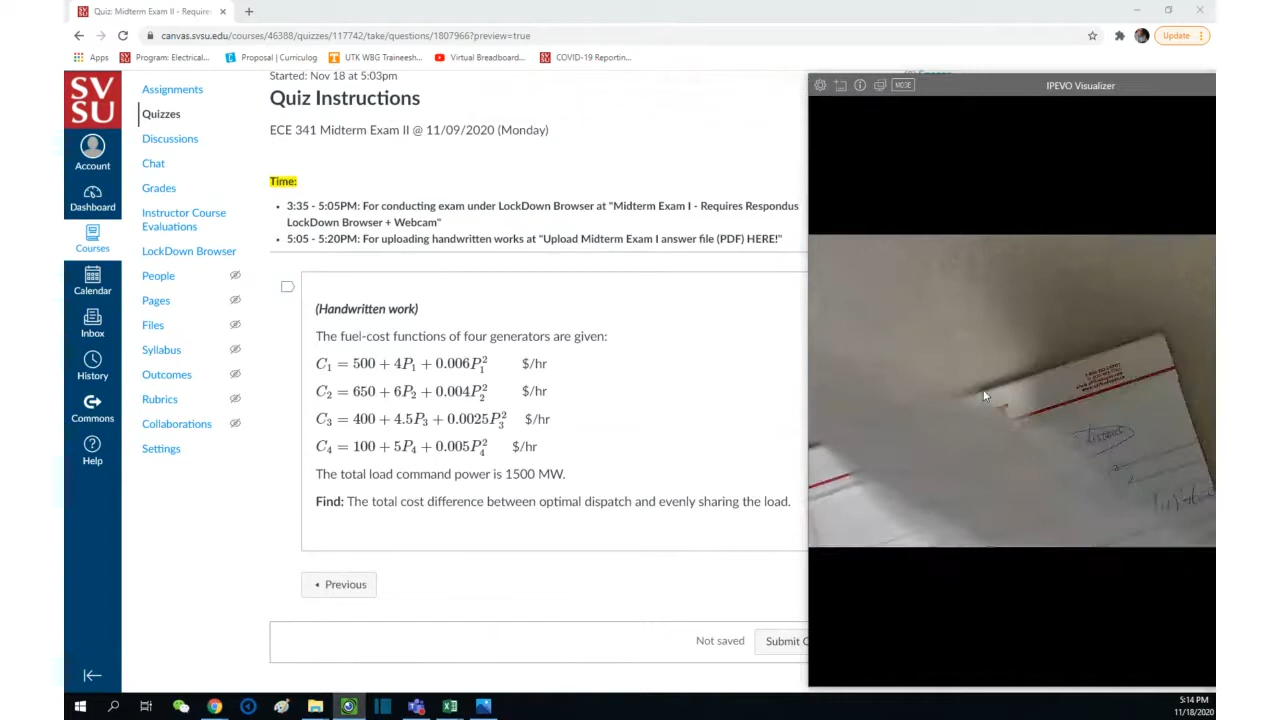 Quiz: Midterm Exam II - Require
canvas.svsu.edu/courses/46388/quizzes/117742/take/questions/1807966?preview=true
Update
Apps
Program: Electrical...
Proposal | Curriculog
UTK WBG Traineesh...
Virtual Breadboard...
COVID-19 Reportin...
SVSU
Account
Dashboard
Courses
Calendar
Inbox
History
Commons
Help
Assignments
Quizzes
Discussions
Chat
Grades
Instructor Course
Evaluations
LockDown Browser
People
Pages
Files
Syllabus
Outcomes
Rubrics
Collaborations
Settings
Started: Nov 18 at 5:03pm
Quiz Instructions
ECE 341 Midterm Exam II @ 11/09/2020 (Monday)
Time:
• 3:35 - 5:05PM: For conducting exam under LockDown Browser at "Midterm Exam I - Requires Respondus
LockDown Browser + Webcam"
• 5:05 - 5:20PM: For uploading handwritten works at "Upload Midterm Exam I answer file (PDF) HERE!"
(Handwritten work)
The fuel-cost functions of four generators are given:
C₁ = 500 + 4P₁ + 0.006P₁² $/hr
C₂ = 650 + 6P₂ + 0.004P₂² $/hr
C₃ = 400 + 4.5P₃ + 0.0025P₃² $/hr
C₄ = 100 + 5P₄ + 0.005P₄² $/hr
The total load command power is 1500 MW.
Find: The total cost difference between optimal dispatch and evenly sharing the load.
Previous
Not saved
Submit
IPEVO Visualizer
MODE
5:14 PM
11/18/2020